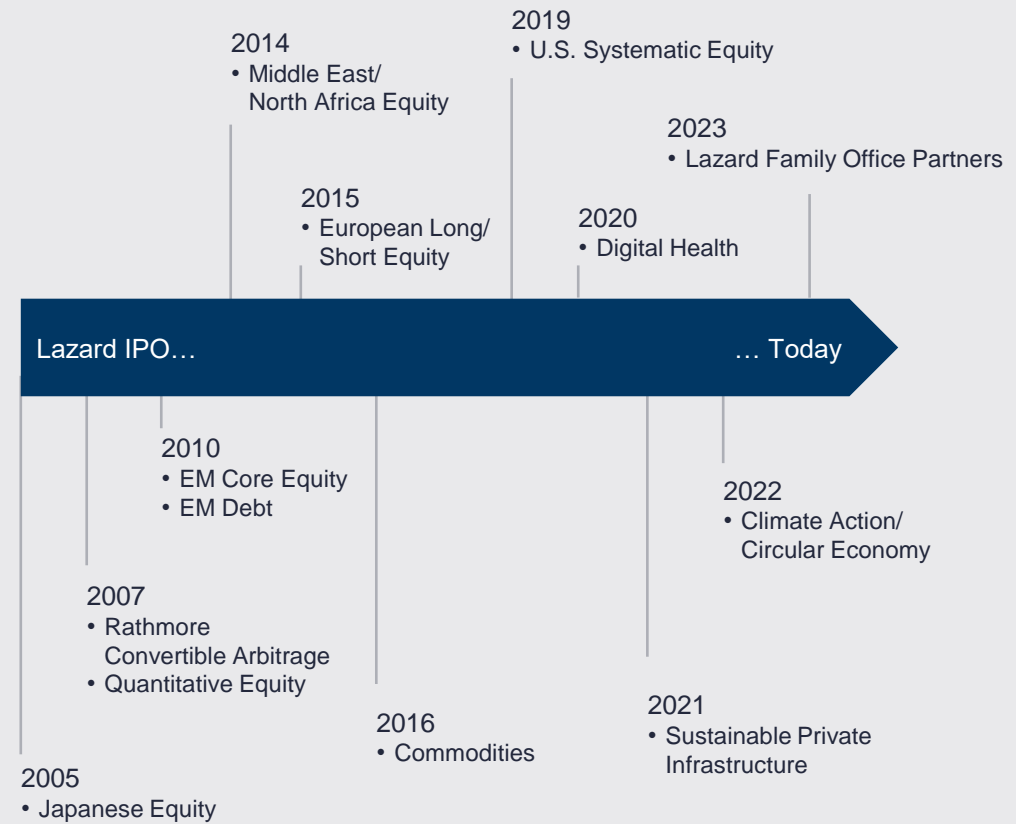 2019
• U.S. Systematic Equity
2014
• Middle East/
North Africa Equity
2023
• Lazard Family Office Partners
2015
• European Long/
Short Equity
2020
• Digital Health
Lazard IPO…
… Today
2010
• EM Core Equity
• EM Debt
2022
• Climate Action/
Circular Economy
2007
• Rathmore
Convertible Arbitrage
• Quantitative Equity
2016
• Commodities
2021
• Sustainable Private
Infrastructure
2005
• Japanese Equity